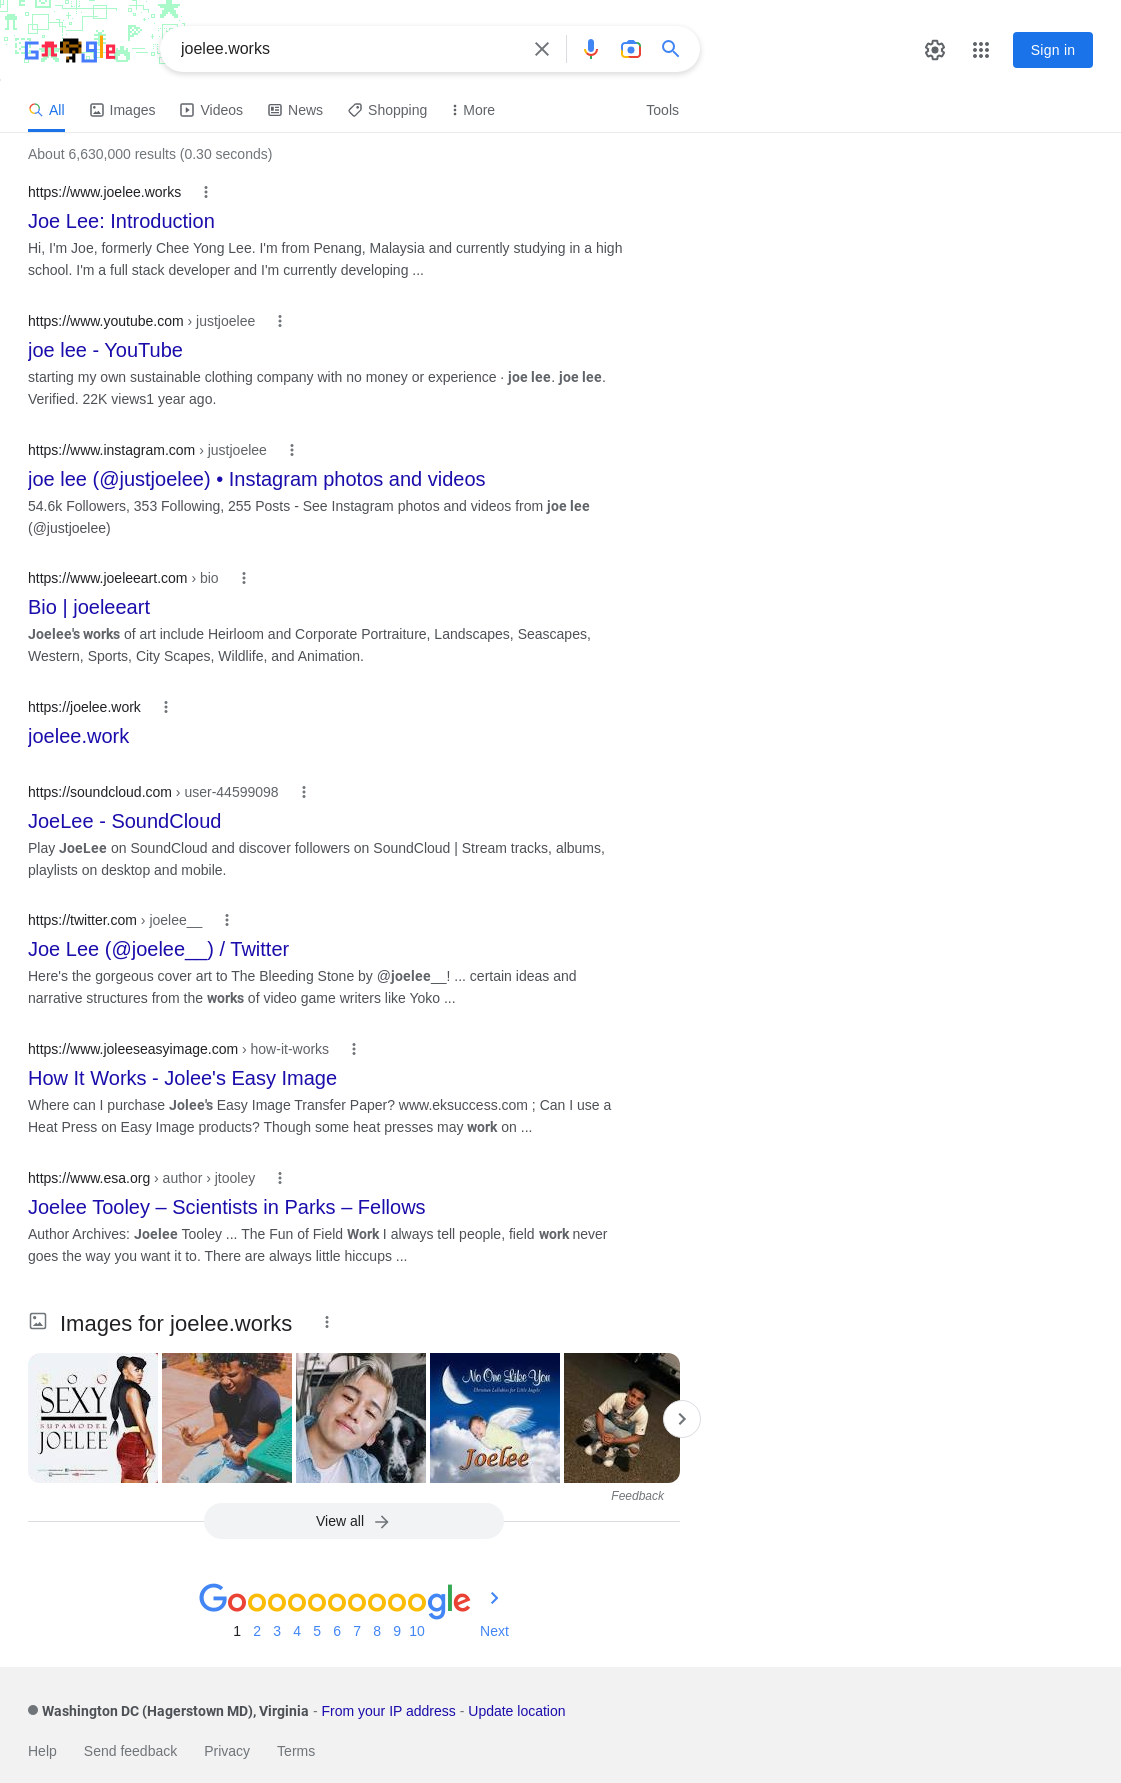 Google
joelee.works
Sign in
All
Images
Videos
News
Shopping
More
Tools
About 6,630,000 results (0.30 seconds)
https://www.joelee.works
Joe Lee: Introduction
Hi, I'm Joe, formerly Chee Yong Lee. I'm from Penang, Malaysia and currently studying in a high
school. I'm a full stack developer and I'm currently developing ...
https://www.youtube.com › justjoelee
joe lee - YouTube
starting my own sustainable clothing company with no money or experience · joe lee. joe lee.
Verified. 22K views1 year ago.
https://www.instagram.com › justjoelee
joe lee (@justjoelee) • Instagram photos and videos
54.6k Followers, 353 Following, 255 Posts - See Instagram photos and videos from joe lee
(@justjoelee)
https://www.joeleeart.com › bio
Bio | joeleeart
Joelee's works of art include Heirloom and Corporate Portraiture, Landscapes, Seascapes,
Western, Sports, City Scapes, Wildlife, and Animation.
https://joelee.work
joelee.work
https://soundcloud.com › user-44599098
JoeLee - SoundCloud
Play JoeLee on SoundCloud and discover followers on SoundCloud | Stream tracks, albums,
playlists on desktop and mobile.
https://twitter.com › joelee__
Joe Lee (@joelee__) / Twitter
Here's the gorgeous cover art to The Bleeding Stone by @joelee__! ... certain ideas and
narrative structures from the works of video game writers like Yoko ...
https://www.joleeseasyimage.com › how-it-works
How It Works - Jolee's Easy Image
Where can I purchase Jolee's Easy Image Transfer Paper? www.eksuccess.com ; Can I use a
Heat Press on Easy Image products? Though some heat presses may work on ...
https://www.esa.org › author › jtooley
Joelee Tooley – Scientists in Parks – Fellows
Author Archives: Joelee Tooley ... The Fun of Field Work I always tell people, field work never
goes the way you want it to. There are always little hiccups ...
Images for joelee.works
SOO
SEXY
SUPAMODEL
JOELEE
No One Like You
Christian Lullabies for Little Angels
Joelee
Feedback
View all
Goooooooooogle
1 2 3 4 5 6 7 8 9 10 Next
Washington DC (Hagerstown MD), Virginia - From your IP address - Update location
Help Send feedback Privacy Terms